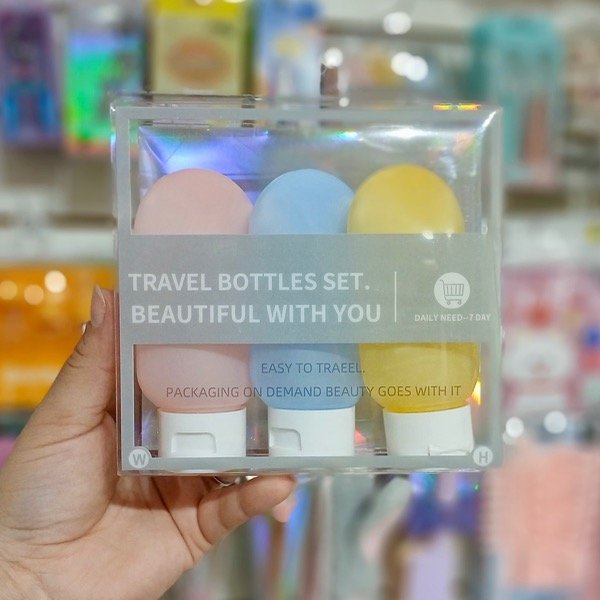 TRAVEL BOTTLES SET.
BEAUTIFUL WITH YOU
DAILY NEED--7 DAY
EASY TO TRAEEL.
PACKAGING ON DEMAND BEAUTY GOES WITH IT
W
H